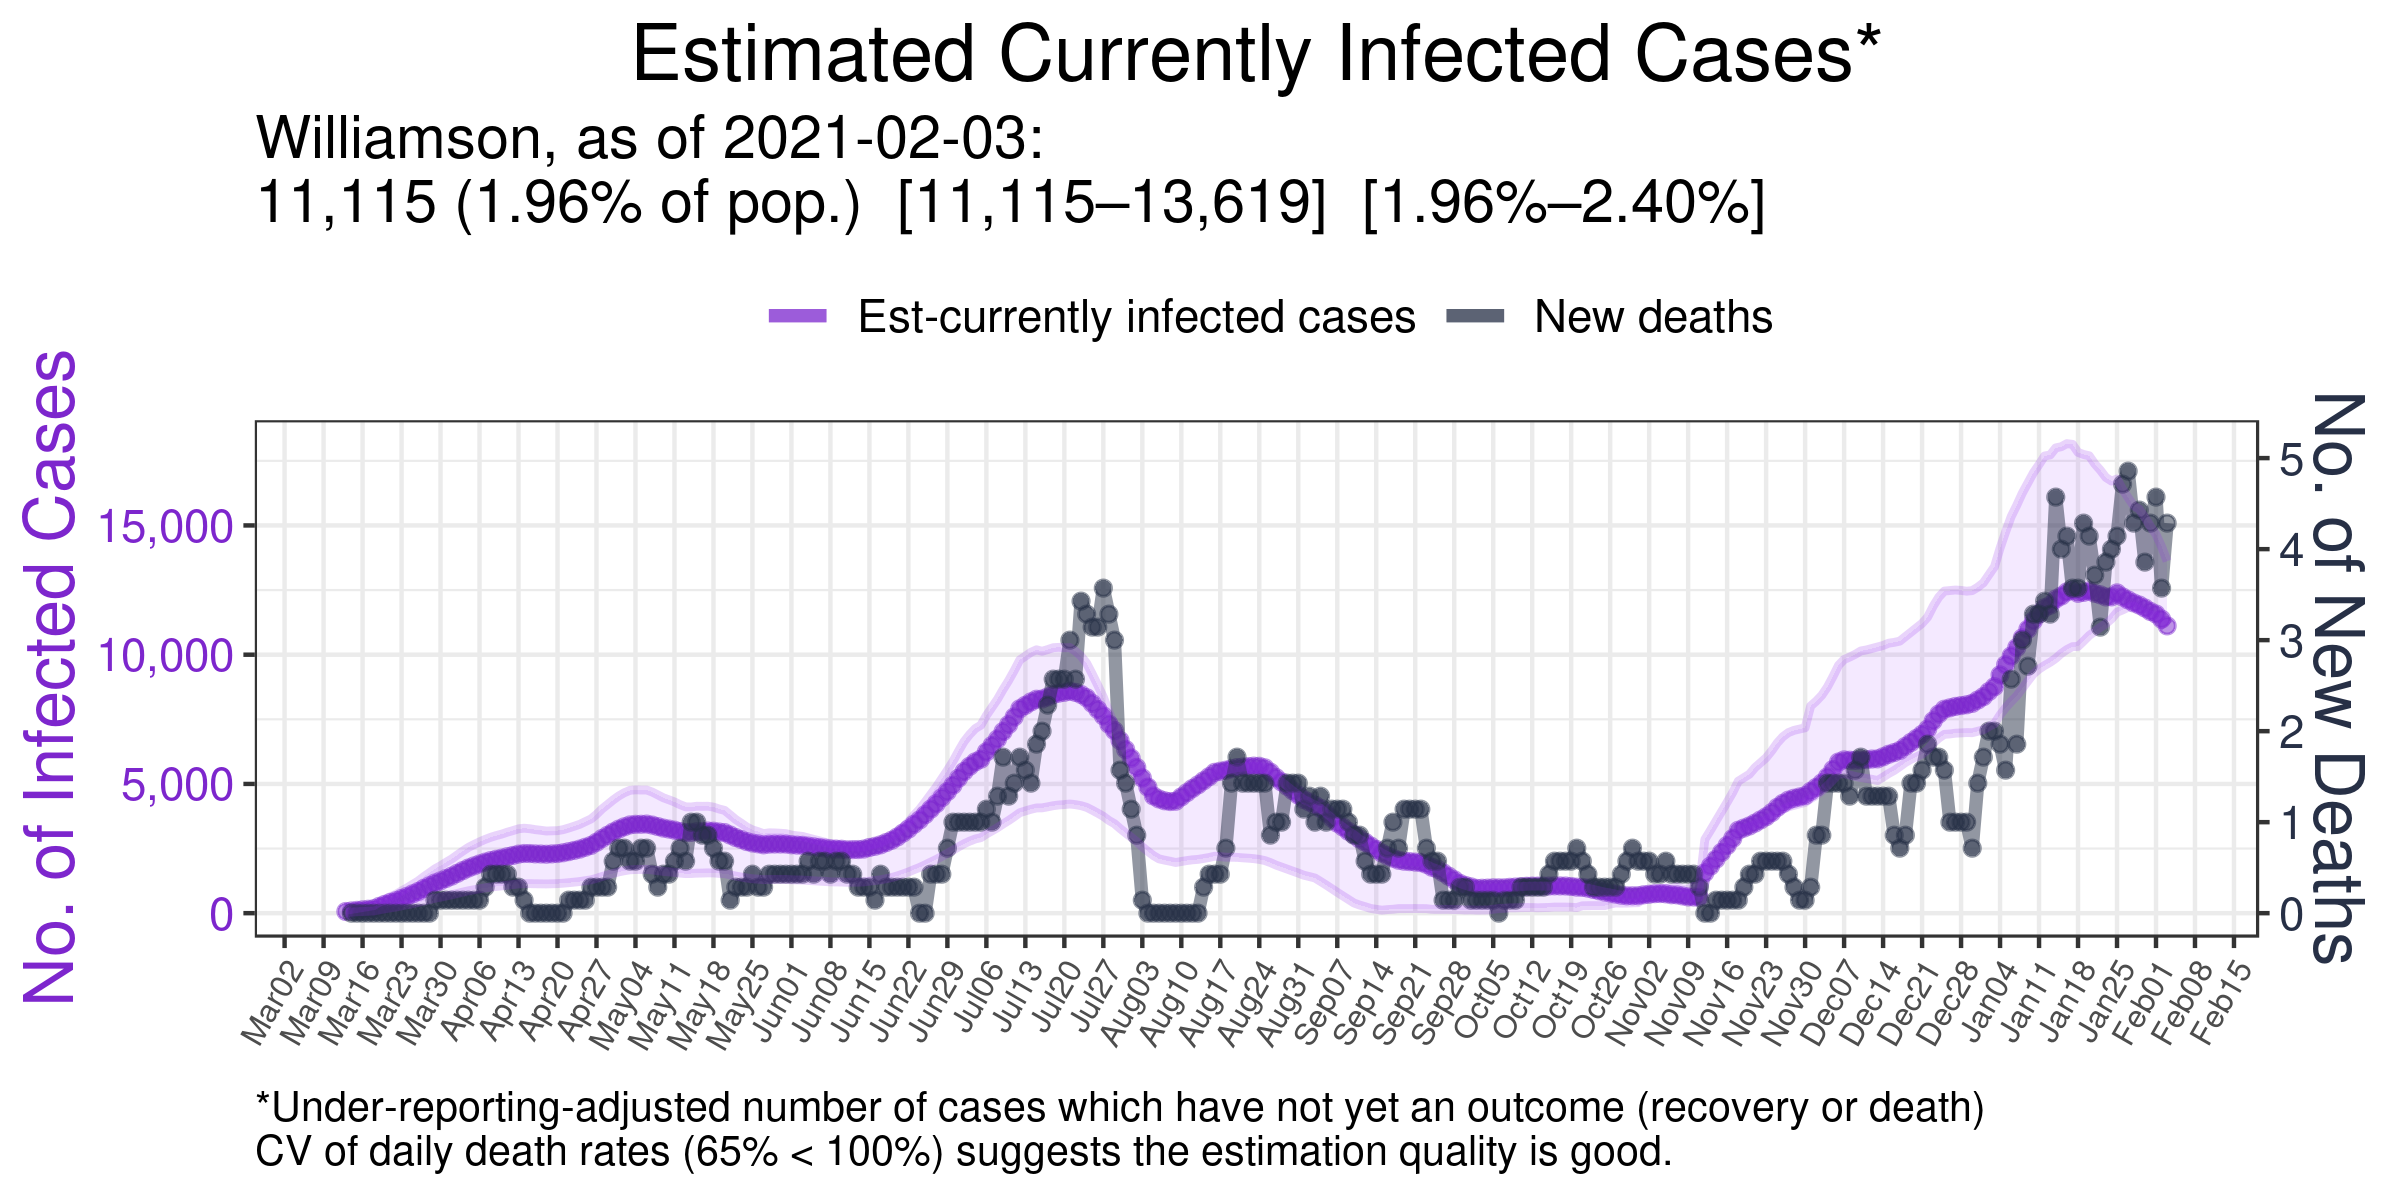 Estimated Currently Infected Cases*
Williamson, as of 2021-02-03:
11,115 (1.96% of pop.) [11,115–13,619] [1.96%–2.40%]
Est-currently infected cases
New deaths
No. of Infected Cases
15,000
10,000
5,000
0
5
4
3
2
1
0
No. of New Deaths
Mar02
Mar09
Mar16
Mar23
Mar30
Apr06
Apr13
Apr20
Apr27
May04
May11
May18
May25
Jun01
Jun08
Jun15
Jun22
Jun29
Jul06
Jul13
Jul20
Jul27
Aug03
Aug10
Aug17
Aug24
Aug31
Sep07
Sep14
Sep21
Sep28
Oct05
Oct12
Oct19
Oct26
Nov02
Nov09
Nov16
Nov23
Nov30
Dec07
Dec14
Dec21
Dec28
Jan04
Jan11
Jan18
Jan25
Feb01
Feb08
Feb15
*Under-reporting-adjusted number of cases which have not yet an outcome (recovery or death)
CV of daily death rates (65% < 100%) suggests the estimation quality is good.